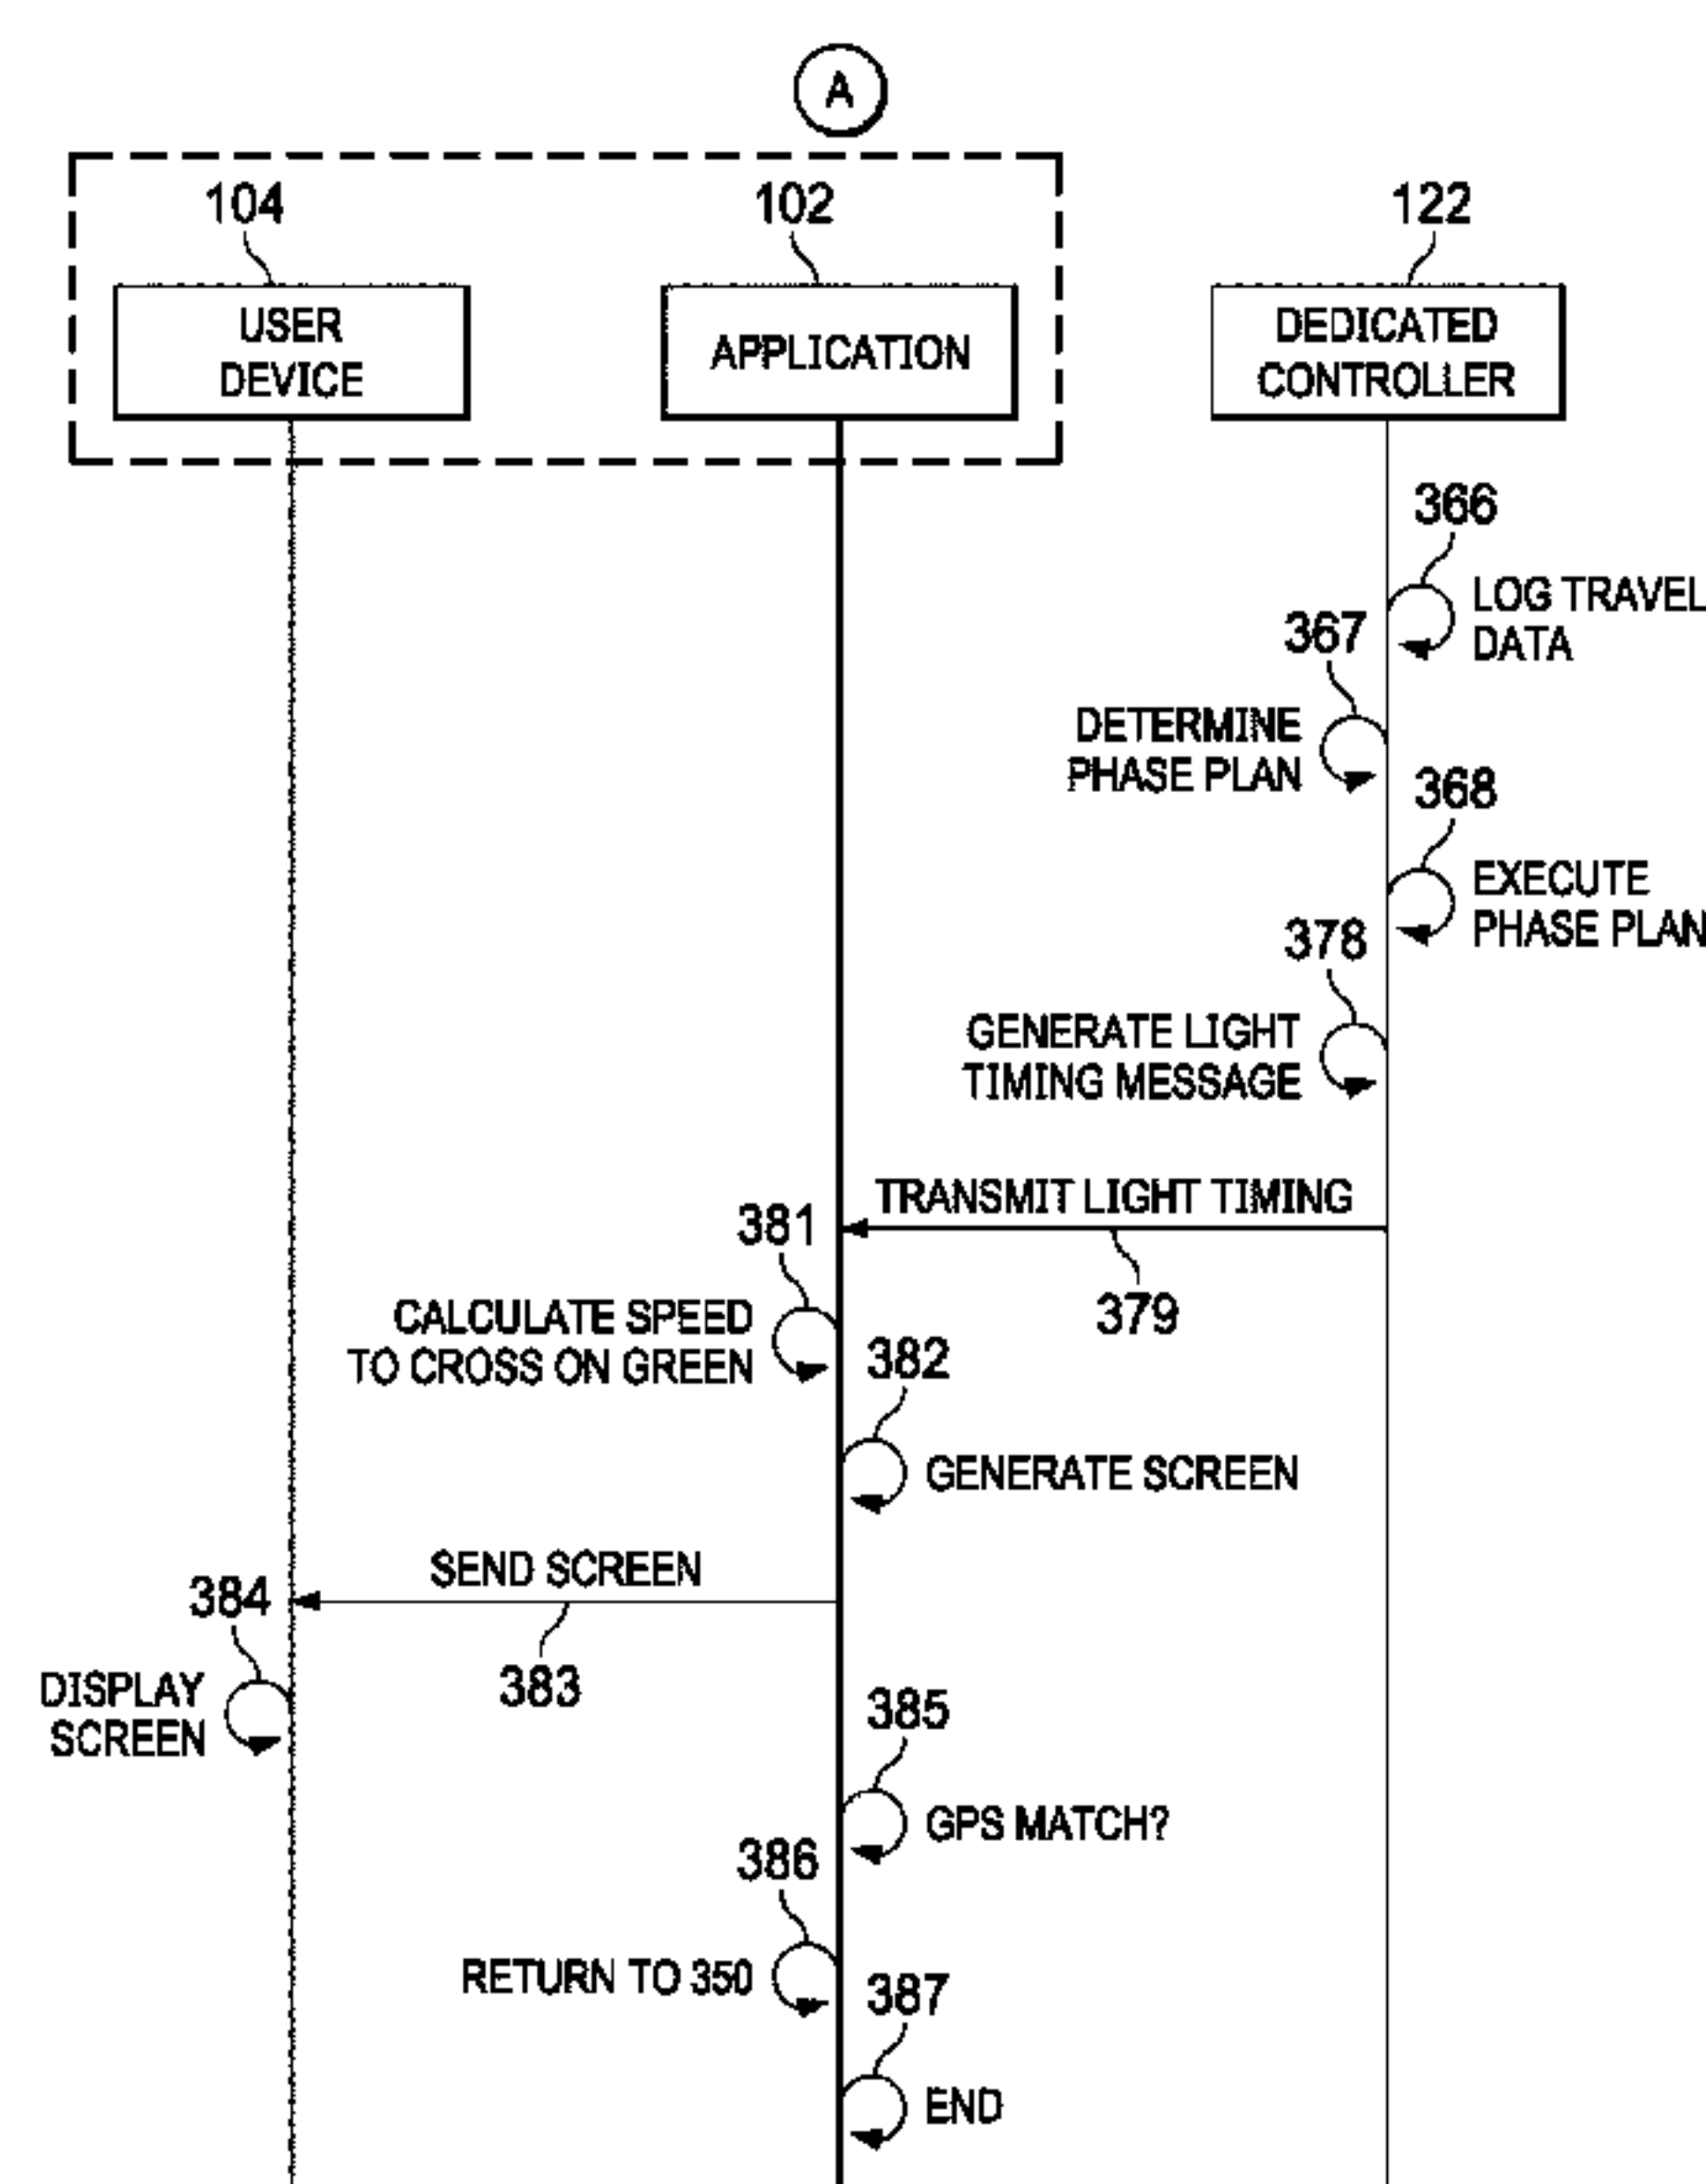 A
104
102
122
USER
DEVICE
APPLICATION
DEDICATED
CONTROLLER
366
LOG TRAVEL
DATA
367
DETERMINE
PHASE PLAN
368
EXECUTE
PHASE PLAN
378
GENERATE LIGHT
TIMING MESSAGE
TRANSMIT LIGHT TIMING
379
381
CALCULATE SPEED
TO CROSS ON GREEN
382
GENERATE SCREEN
SEND SCREEN
383
384
DISPLAY
SCREEN
385
GPS MATCH?
386
RETURN TO 350
387
END